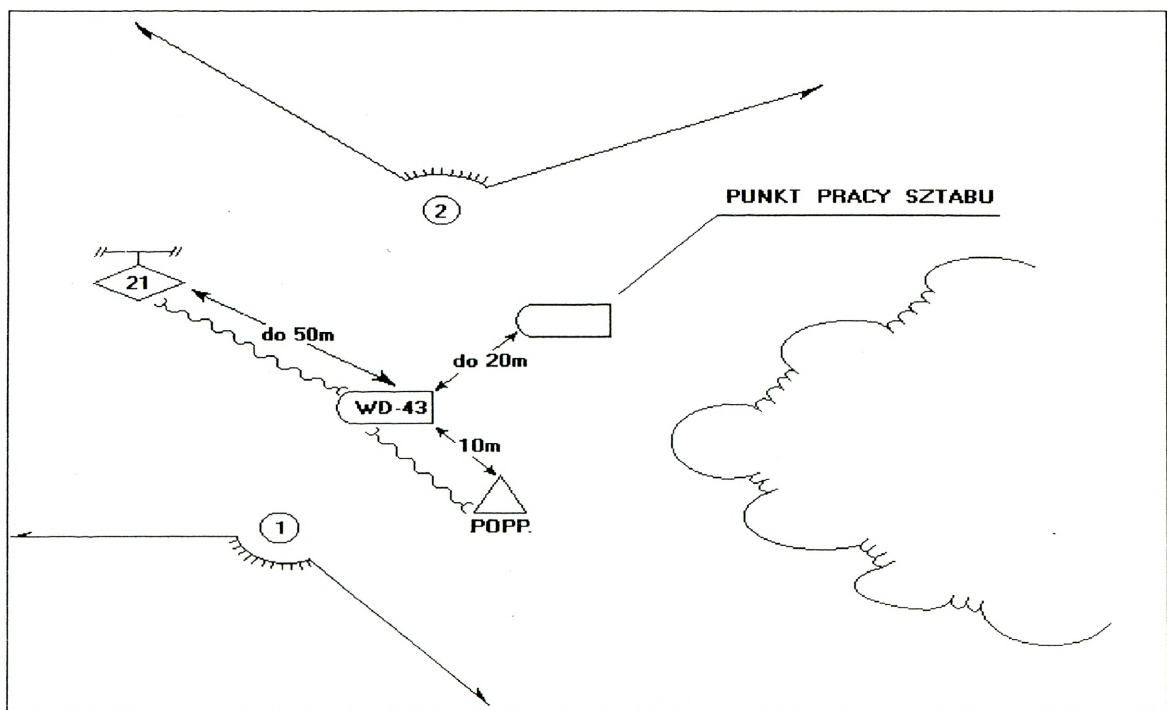 2
PUNKT PRACY SZTABU
21
do 50m
do 20m
WD-43
10m
POPP.
1